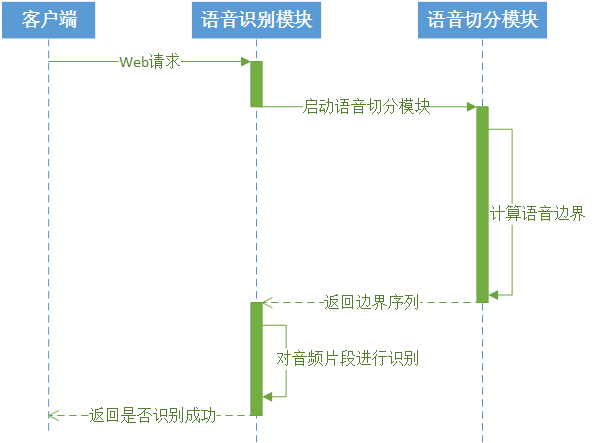 客户端
语音识别模块
语音切分模块
Web请求
启动语音切分模块
计算语音边界
返回边界序列
对音频片段进行识别
返回是否识别成功